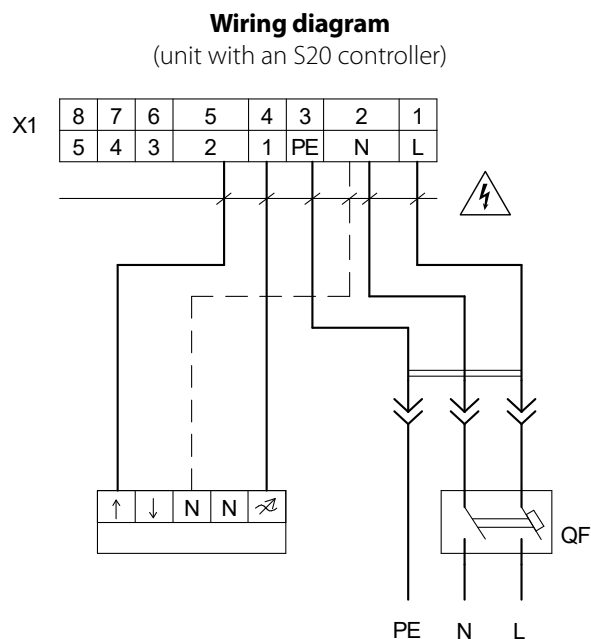 Wiring diagram
(unit with an S20 controller)
X1
8 7 6 5 4 3 2 1
5 4 3 2 1 PE N L
↑ ↓ N N
QF
PE N L